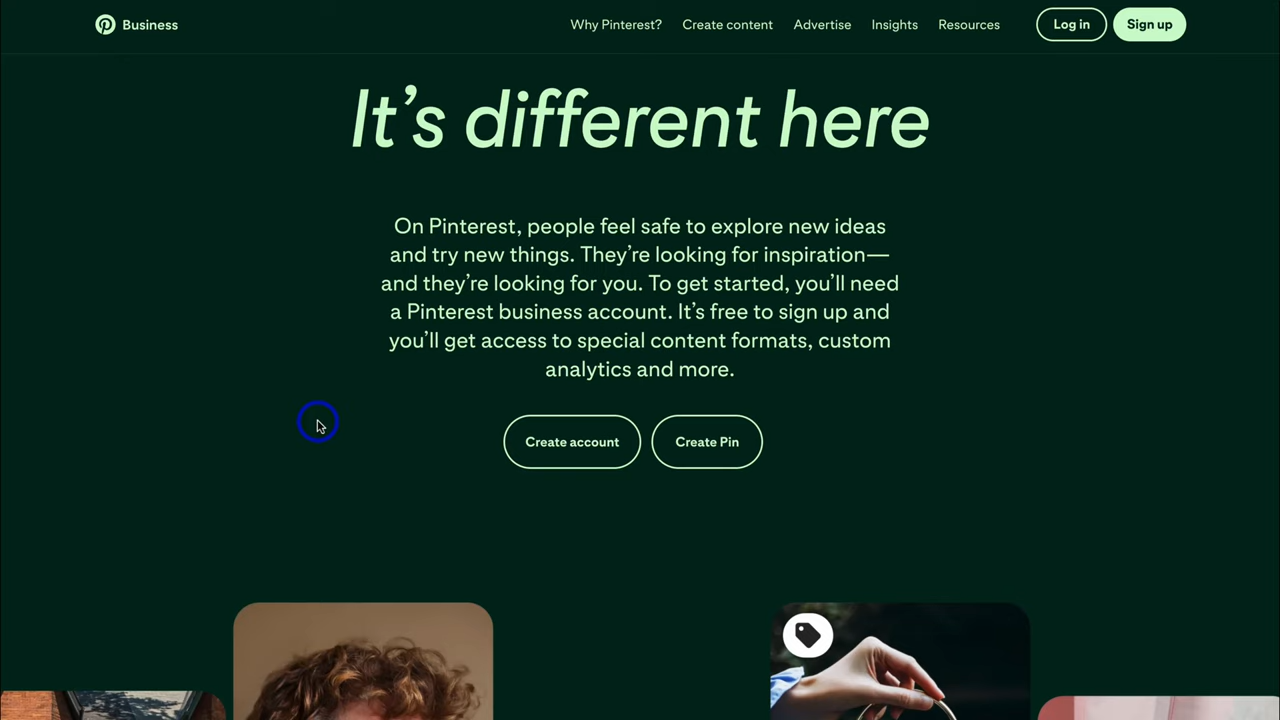 Business
Why Pinterest? Create content Advertise Insights Resources Log in Sign up
It's different here
On Pinterest, people feel safe to explore new ideas
and try new things. They're looking for inspiration—
and they're looking for you. To get started, you'll need
a Pinterest business account. It's free to sign up and
you'll get access to special content formats, custom
analytics and more.
Create account Create Pin